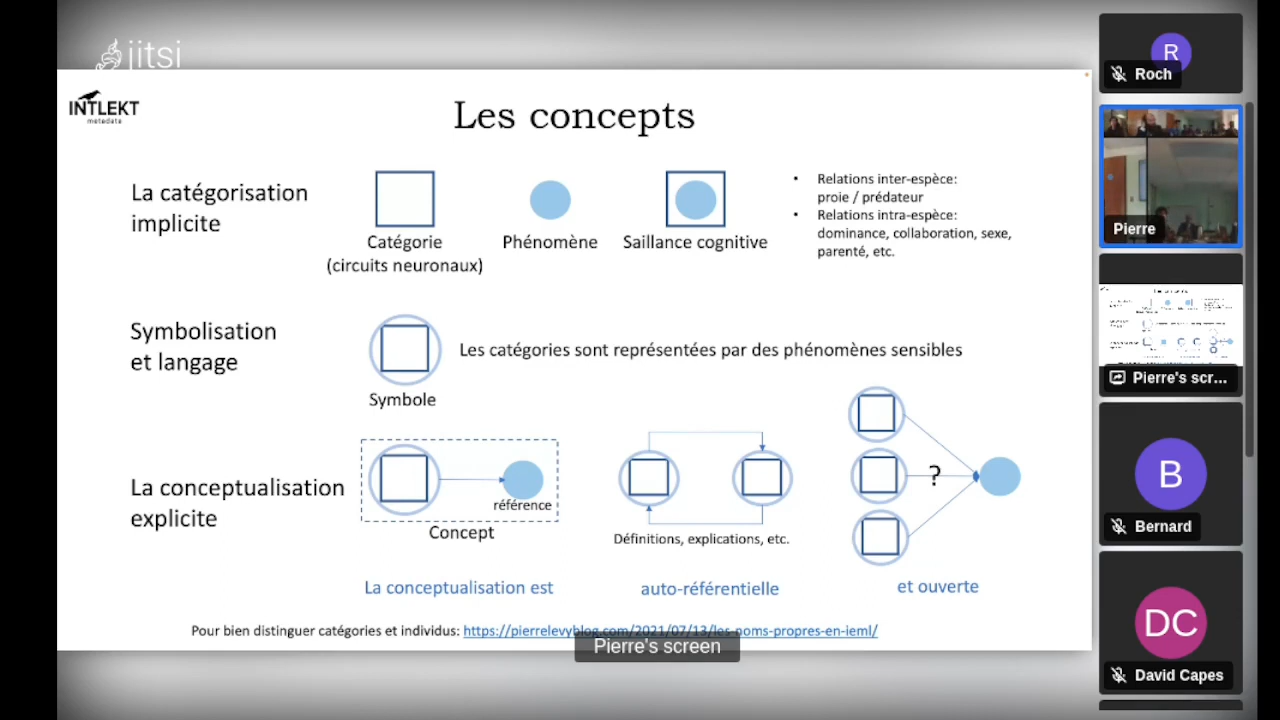 jitsi
INTLEKT
metadata
Les concepts
La catégorisation
implicite
Catégorie
(circuits neuronaux)
Phénomène
Saillance cognitive
• Relations inter-espèce:
proie / prédateur
• Relations intra-espèce:
dominance, collaboration, sexe,
parenté, etc.
Symbolisation
et langage
Symbole
Les catégories sont représentées par des phénomènes sensibles
La conceptualisation
explicite
référence
Concept
Définitions, explications, etc.
?
La conceptualisation est
auto-référentielle
et ouverte
Pour bien distinguer catégories et individus: https://pierrelevyblog.com/2021/07/13/les-noms-propres-en-ieml/
Pierre's screen
R
Roch
Pierre
Pierre's scr...
B
Bernard
DC
David Capes